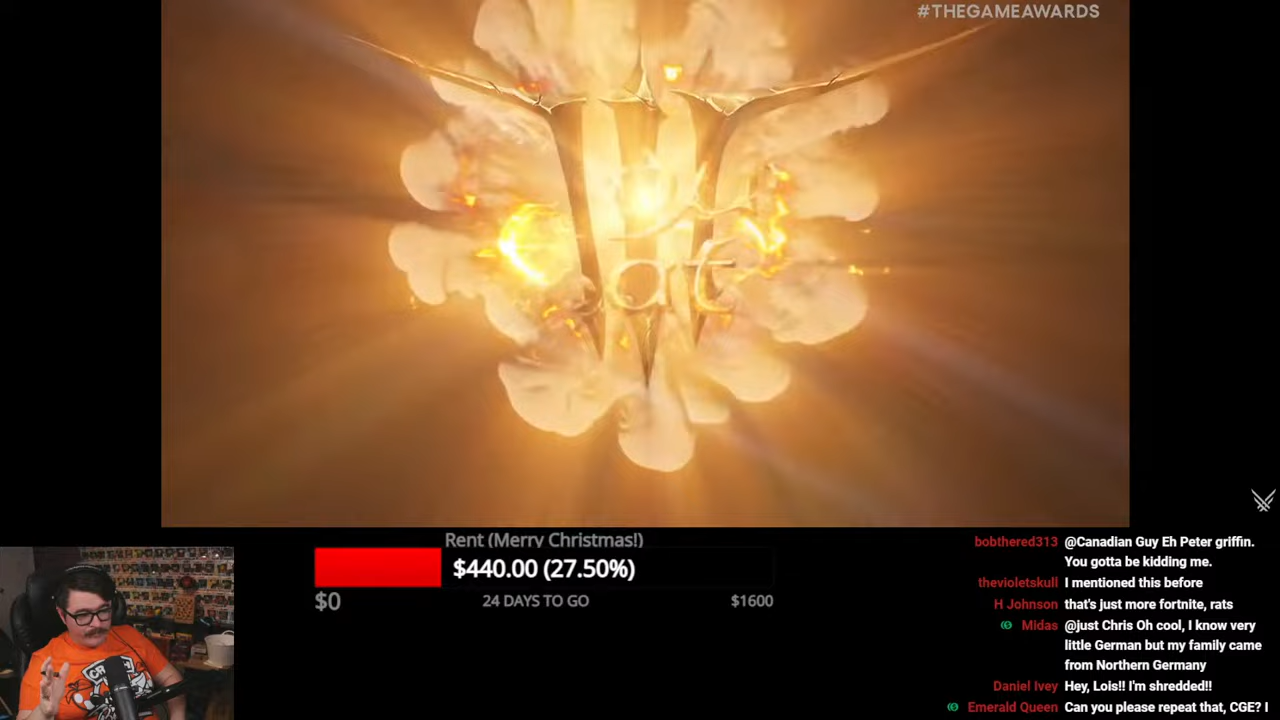 #THEGAMEAWARDS
at
Rent (Merry Christmas!)
$440.00 (27.50%)
$0
24 DAYS TO GO
$1600
bobthered313 @Canadian Guy Eh Peter griffin.
You gotta be kidding me.
thevioletskull I mentioned this before
H Johnson that's just more fortnite, rats
Midas @just Chris Oh cool, I know very
little German but my family came
from Northern Germany
Daniel Ivey Hey, Lois!! I'm shredded!!
Emerald Queen Can you please repeat that, CGE? I